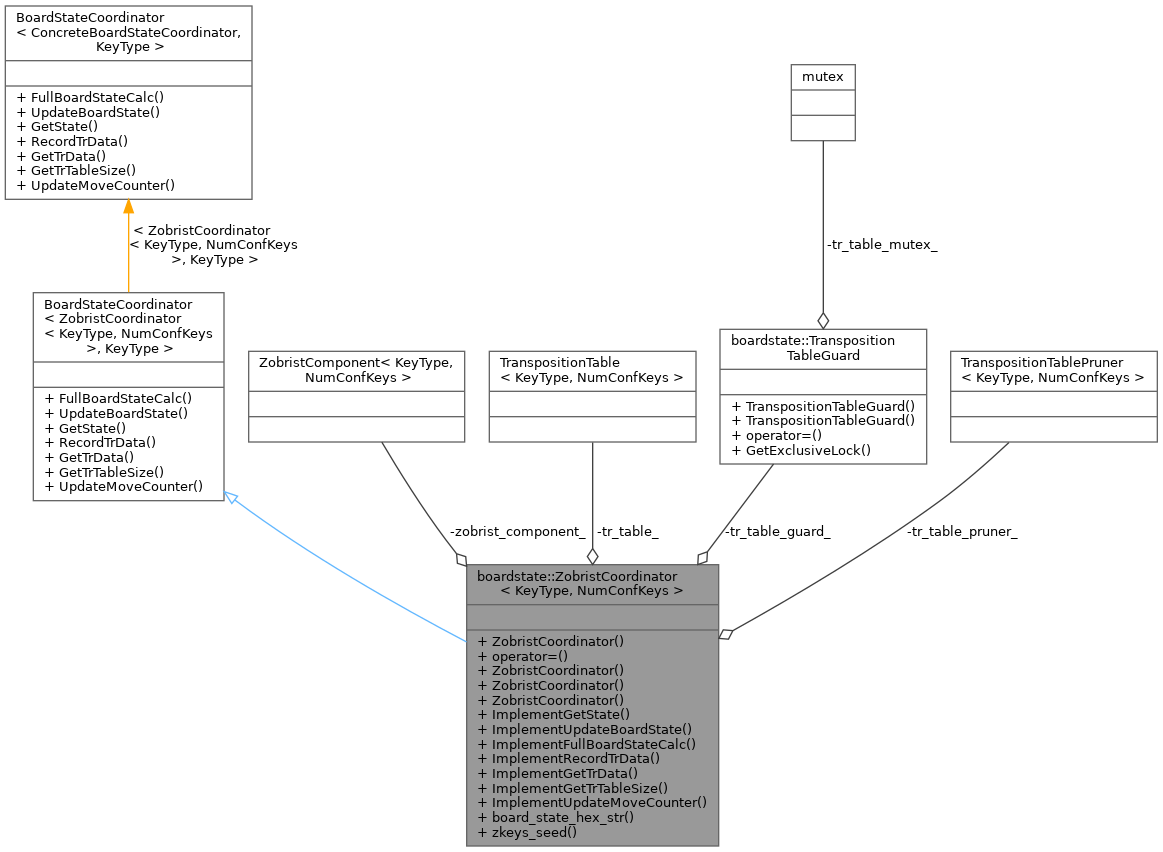 BoardStateCoordinator
< ConcreteBoardStateCoordinator,
KeyType >
+ FullBoardStateCalc()
+ UpdateBoardState()
+ GetState()
+ RecordTrData()
+ GetTrData()
+ GetTrTableSize()
+ UpdateMoveCounter()
mutex
< ZobristCoordinator
< KeyType, NumConfKeys
>, KeyType >
-tr_table_mutex_
BoardStateCoordinator
< ZobristCoordinator
< KeyType, NumConfKeys
>, KeyType >
+ FullBoardStateCalc()
+ UpdateBoardState()
+ GetState()
+ RecordTrData()
+ GetTrData()
+ GetTrTableSize()
+ UpdateMoveCounter()
ZobristComponent< KeyType,
NumConfKeys >
TranspositionTable
< KeyType, NumConfKeys >
boardstate::Transposition
TableGuard
+ TranspositionTableGuard()
+ TranspositionTableGuard()
+ operator=()
+ GetExclusiveLock()
TranspositionTablePruner
< KeyType, NumConfKeys >
-zobrist_component_
-tr_table_
-tr_table_guard_
-tr_table_pruner_
boardstate::ZobristCoordinator
< KeyType, NumConfKeys >
+ ZobristCoordinator()
+ operator=()
+ ZobristCoordinator()
+ ZobristCoordinator()
+ ZobristCoordinator()
+ ImplementGetState()
+ ImplementUpdateBoardState()
+ ImplementFullBoardStateCalc()
+ ImplementRecordTrData()
+ ImplementGetTrData()
+ ImplementGetTrTableSize()
+ ImplementUpdateMoveCounter()
+ board_state_hex_str()
+ zkeys_seed()